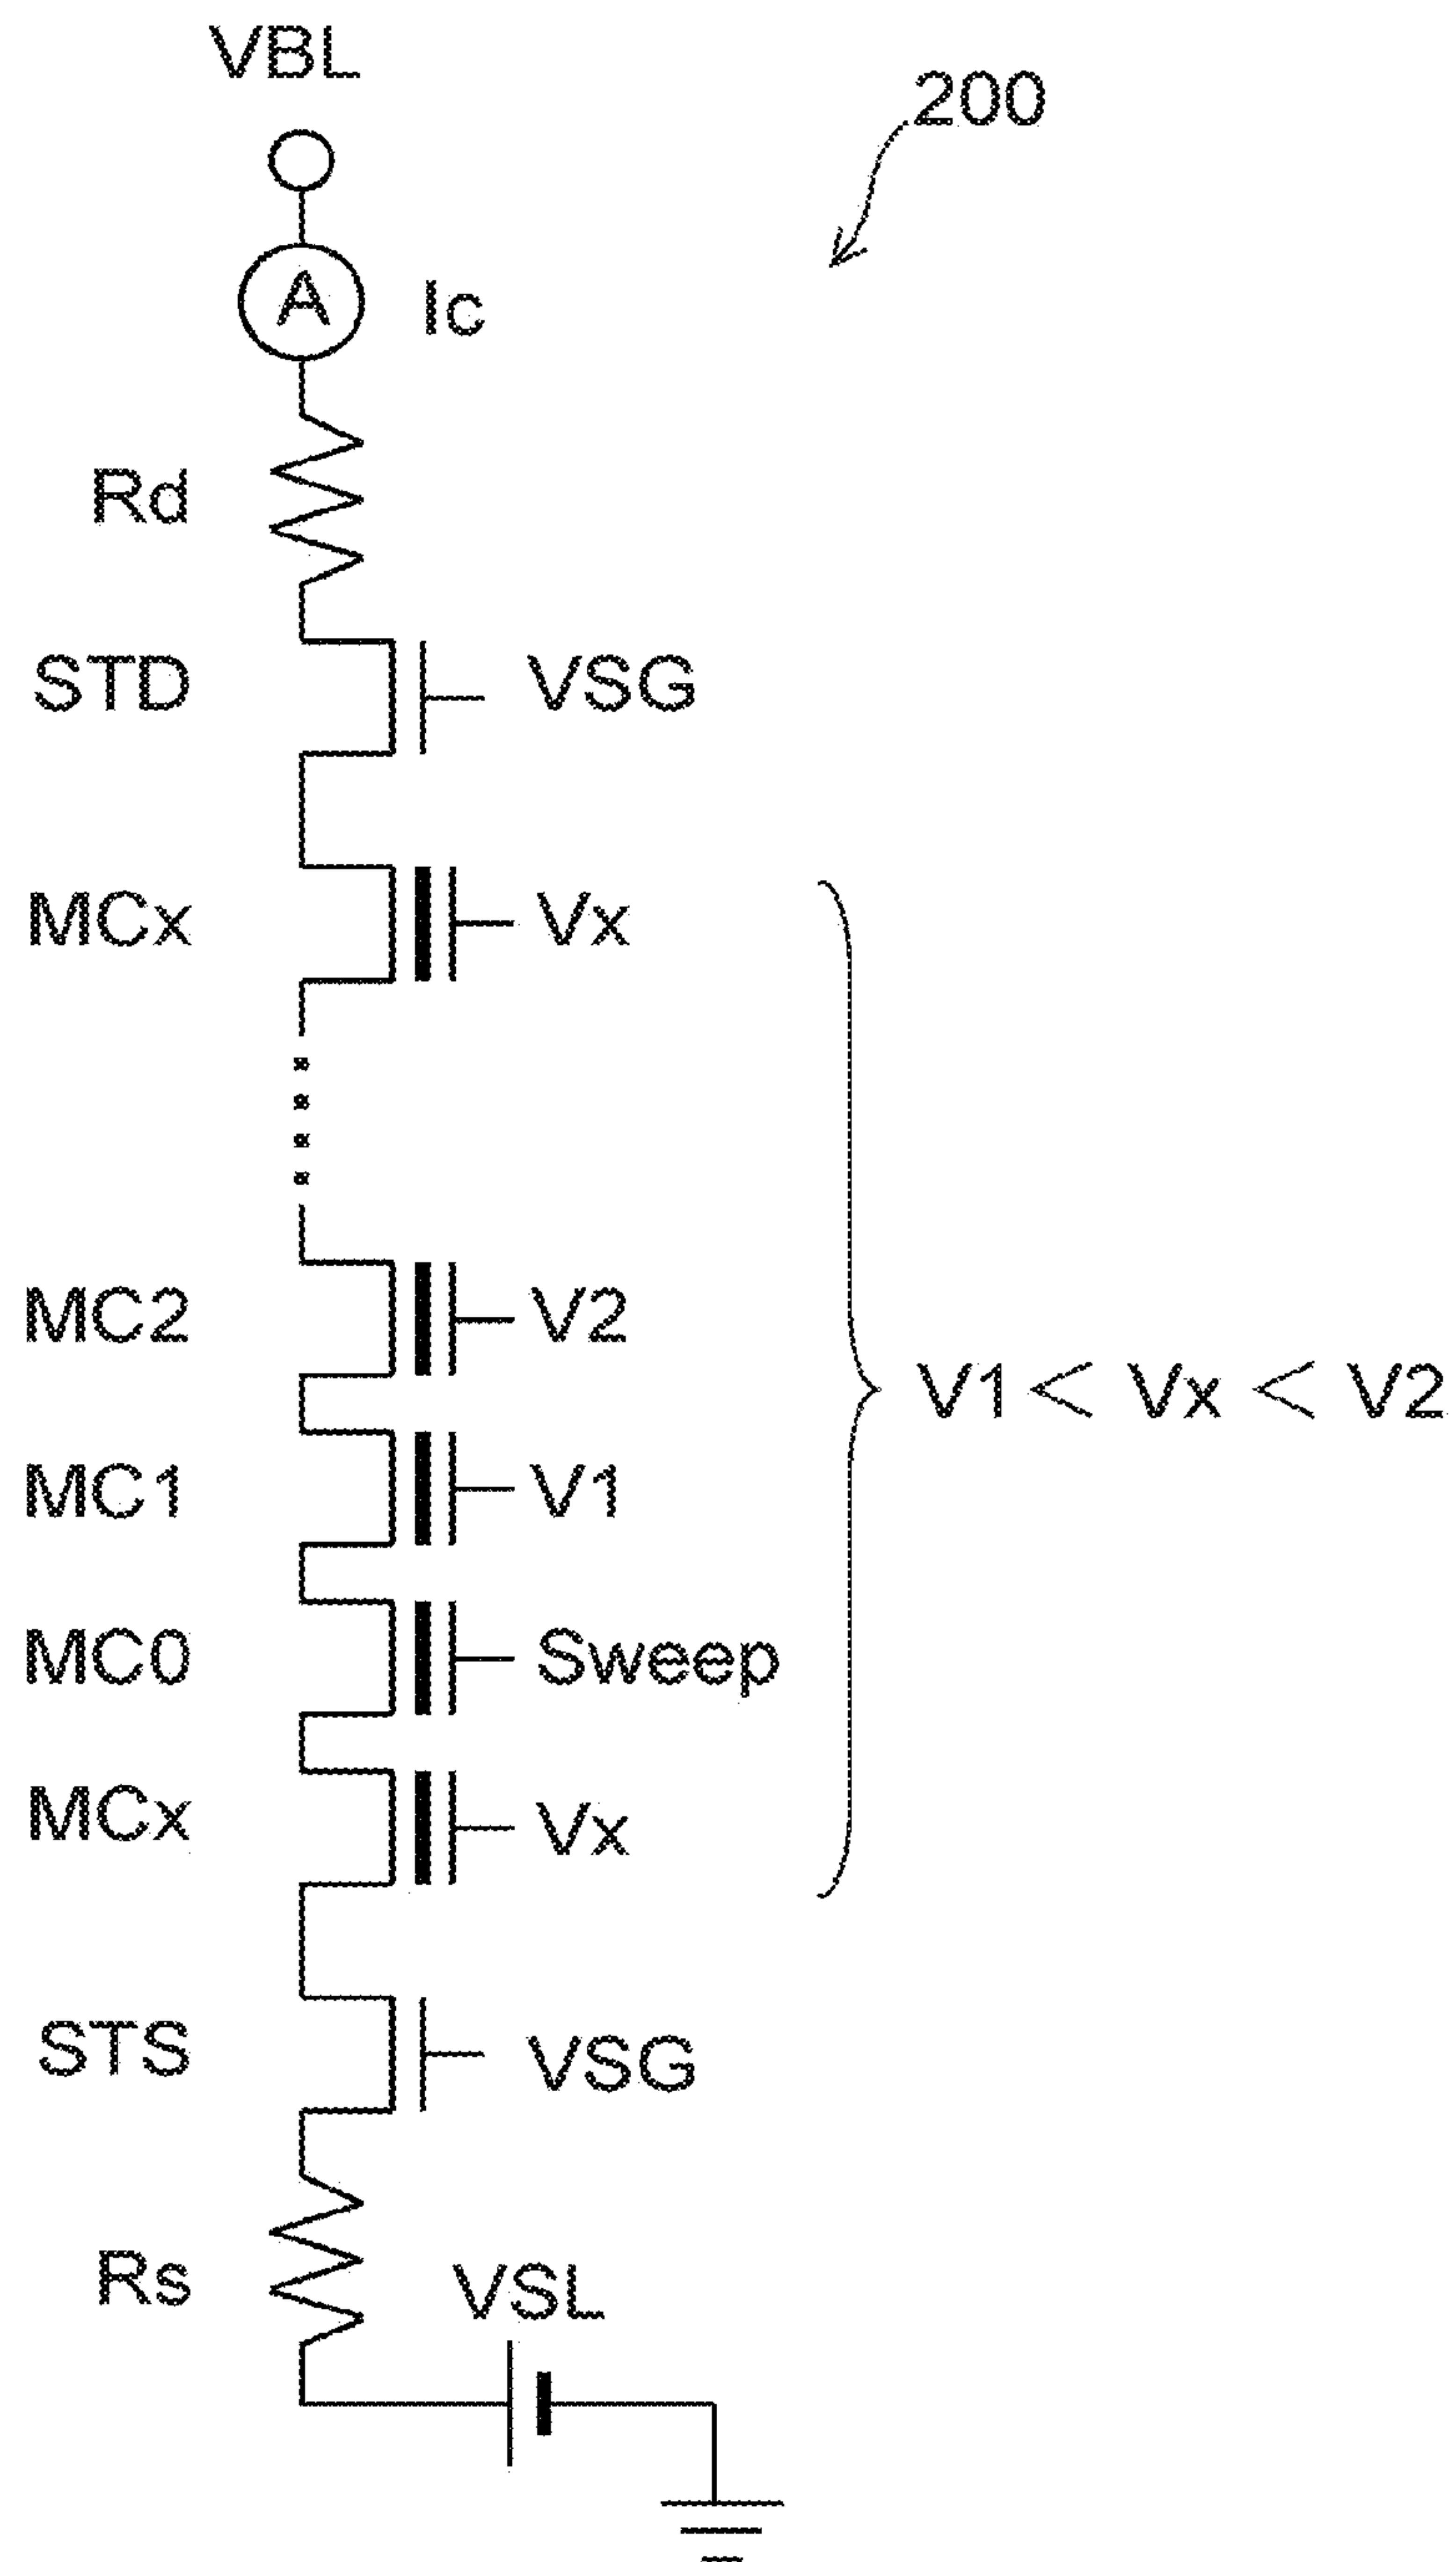 VBL
200
A Ic
Rd
STD VSG
MCx Vx
MC2 V2
V1 < Vx < V2
MC1 V1
MC0 Sweep
MCx Vx
STS VSG
Rs
VSL